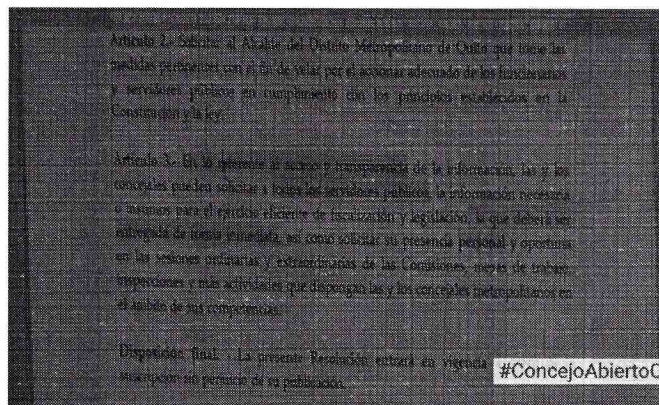 Artículo 2.- Solicitar al Alcalde del Distrito Metropolitano de Quito que tome las
medidas pertinentes con el fin de velar por el accionar adecuado de los funcionarios
y servidores públicos en cumplimiento con los principios establecidos en la
Constitución y la ley.
Artículo 3.- En lo referente al acceso y transparencia de la información, las y los
concejales pueden solicitar a todos los servidores públicos, la información necesaria
o insumos para el ejercicio eficiente de fiscalización y legislación, la que deberá ser
entregada de forma inmediata, así como solicitar su presencia personal y oportuna
en las sesiones ordinarias y extraordinarias de las Comisiones, mesas de trabajo,
inspecciones y más actividades que dispongan las y los concejales metropolitanos en
el ámbito de sus competencias.
Disposición final. - La presente Resolución entrará en vigencia
suscripción sin perjuicio de su publicación.
#ConcejoAbiertoC